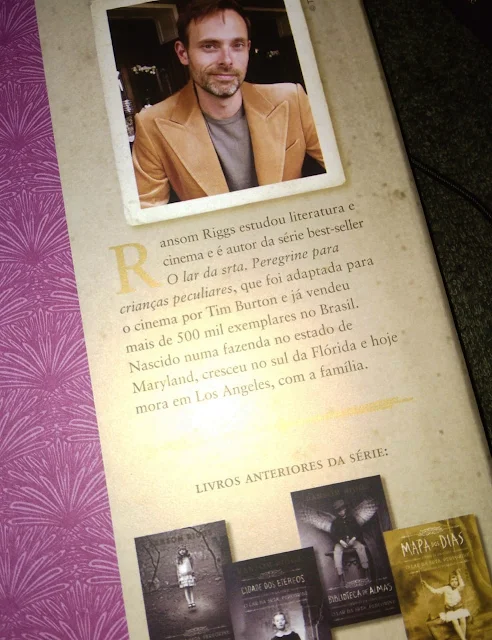 Ransom Riggs estudou literatura e
cinema e é autor da série best-seller
O lar da srta. Peregrine para
crianças peculiares, que foi adaptada para
o cinema por Tim Burton e já vendeu
mais de 500 mil exemplares no Brasil.
Nascido numa fazenda no estado de
Maryland, cresceu no sul da Flórida e hoje
mora em Los Angeles, com a família.
LIVROS ANTERIORES DA SÉRIE:
RANSOM RIGGS
CIDADE DOS ETÉREOS
BIBLIOTECA DE ALMAS
MAPA DOS DIAS